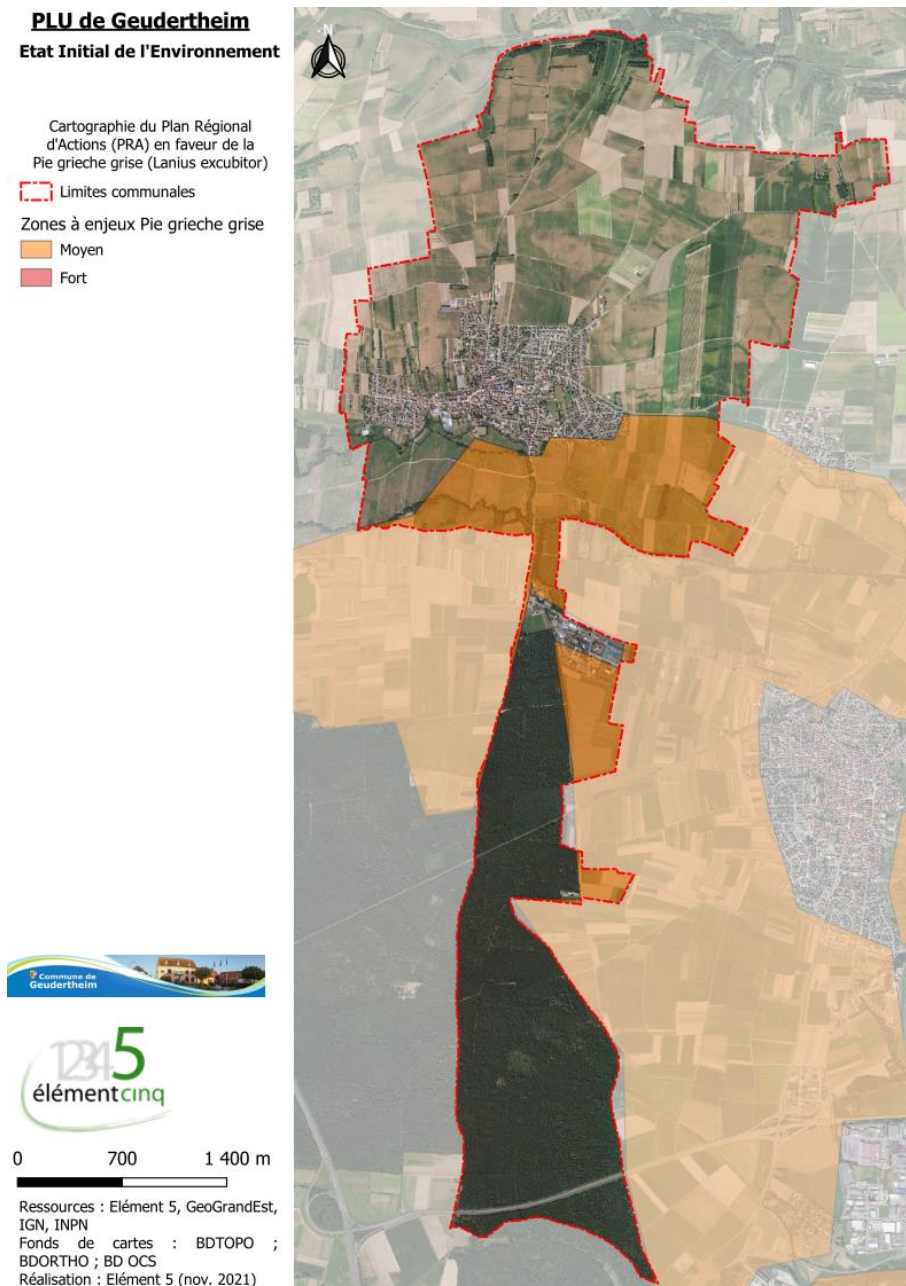 PLU de Geudertheim
Etat Initial de l'Environnement
N
Cartographie du Plan Régional
d'Actions (PRA) en faveur de la
Pie grieche grise (Lanius excubitor)
Limites communales
Zones à enjeux Pie grieche grise
Moyen
Fort
Commune de
Geudertheim
12345
élémentcinq
0 700 1 400 m
Ressources : Elément 5, GeoGrandEst,
IGN, INPN
Fonds de cartes : BDTOPO ;
BDORTHO ; BD OCS
Réalisation : Elément 5 (nov. 2021)